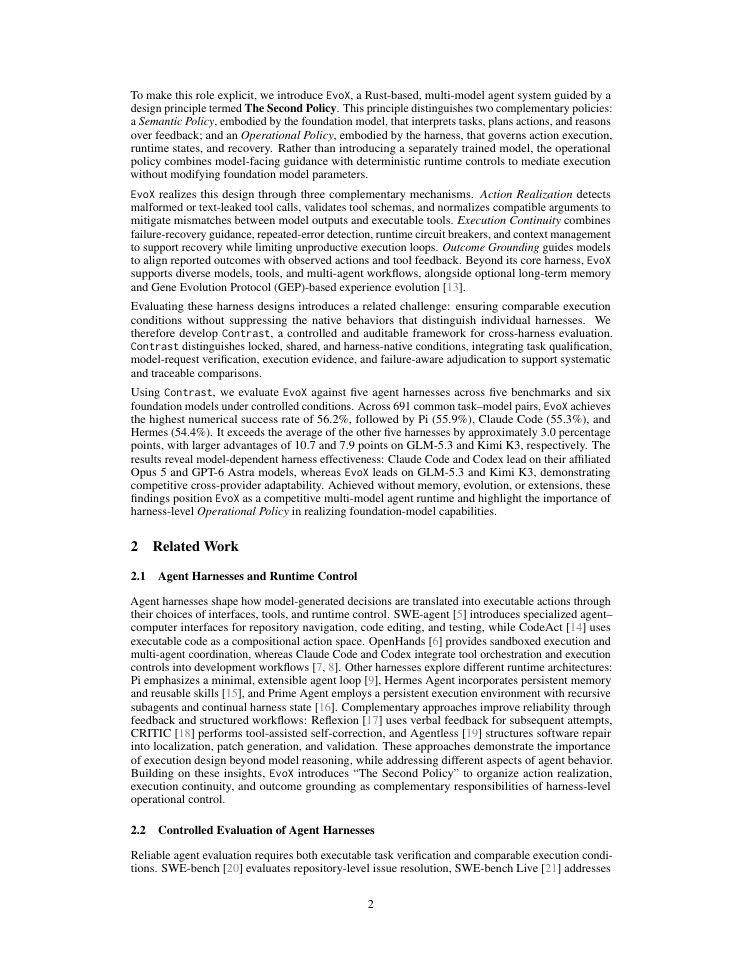 To make this role explicit, we introduce EvoX, a Rust-based, multi-model agent system guided by a
design principle termed The Second Policy. This principle distinguishes two complementary policies:
a Semantic Policy, embodied by the foundation model, that interprets tasks, plans actions, and reasons
over feedback; and an Operational Policy, embodied by the harness, that governs action execution,
runtime states, and recovery. Rather than introducing a separately trained model, the operational
policy combines model-facing guidance with deterministic runtime controls to mediate execution
without modifying foundation model parameters.
EvoX realizes this design through three complementary mechanisms. Action Realization detects
malformed or text-leaked tool calls, validates tool schemas, and normalizes compatible arguments to
mitigate mismatches between model outputs and executable tools. Execution Continuity combines
failure-recovery guidance, repeated-error detection, runtime circuit breakers, and context management
to support recovery while limiting unproductive execution loops. Outcome Grounding guides models
to align reported outcomes with observed actions and tool feedback. Beyond its core harness, EvoX
supports diverse models, tools, and multi-agent workflows, alongside optional long-term memory
and Gene Evolution Protocol (GEP)-based experience evolution [13].
Evaluating these harness designs introduces a related challenge: ensuring comparable execution
conditions without suppressing the native behaviors that distinguish individual harnesses. We
therefore develop Contrast, a controlled and auditable framework for cross-harness evaluation.
Contrast distinguishes locked, shared, and harness-native conditions, integrating task qualification,
model-request verification, execution evidence, and failure-aware adjudication to support systematic
and traceable comparisons.
Using Contrast, we evaluate EvoX against five agent harnesses across five benchmarks and six
foundation models under controlled conditions. Across 691 common task–model pairs, EvoX achieves
the highest numerical success rate of 56.2%, followed by Pi (55.9%), Claude Code (55.3%), and
Hermes (54.4%). It exceeds the average of the other five harnesses by approximately 3.0 percentage
points, with larger advantages of 10.7 and 7.9 points on GLM-5.3 and Kimi K3, respectively. The
results reveal model-dependent harness effectiveness: Claude Code and Codex lead on their affiliated
Opus 5 and GPT-6 Astra models, whereas EvoX leads on GLM-5.3 and Kimi K3, demonstrating
competitive cross-provider adaptability. Achieved without memory, evolution, or extensions, these
findings position EvoX as a competitive multi-model agent runtime and highlight the importance of
harness-level Operational Policy in realizing foundation-model capabilities.
2 Related Work
2.1 Agent Harnesses and Runtime Control
Agent harnesses shape how model-generated decisions are translated into executable actions through
their choices of interfaces, tools, and runtime control. SWE-agent [5] introduces specialized agent–
computer interfaces for repository navigation, code editing, and testing, while CodeAct [14] uses
executable code as a compositional action space. OpenHands [6] provides sandboxed execution and
multi-agent coordination, whereas Claude Code and Codex integrate tool orchestration and execution
controls into development workflows [7, 8]. Other harnesses explore different runtime architectures:
Pi emphasizes a minimal, extensible agent loop [9], Hermes Agent incorporates persistent memory
and reusable skills [15], and Prime Agent employs a persistent execution environment with recursive
subagents and continual harness state [16]. Complementary approaches improve reliability through
feedback and structured workflows: Reflexion [17] uses verbal feedback for subsequent attempts,
CRITIC [18] performs tool-assisted self-correction, and Agentless [19] structures software repair
into localization, patch generation, and validation. These approaches demonstrate the importance
of execution design beyond model reasoning, while addressing different aspects of agent behavior.
Building on these insights, EvoX introduces “The Second Policy” to organize action realization,
execution continuity, and outcome grounding as complementary responsibilities of harness-level
operational control.
2.2 Controlled Evaluation of Agent Harnesses
Reliable agent evaluation requires both executable task verification and comparable execution condi-
tions. SWE-bench [20] evaluates repository-level issue resolution, SWE-bench Live [21] addresses
2